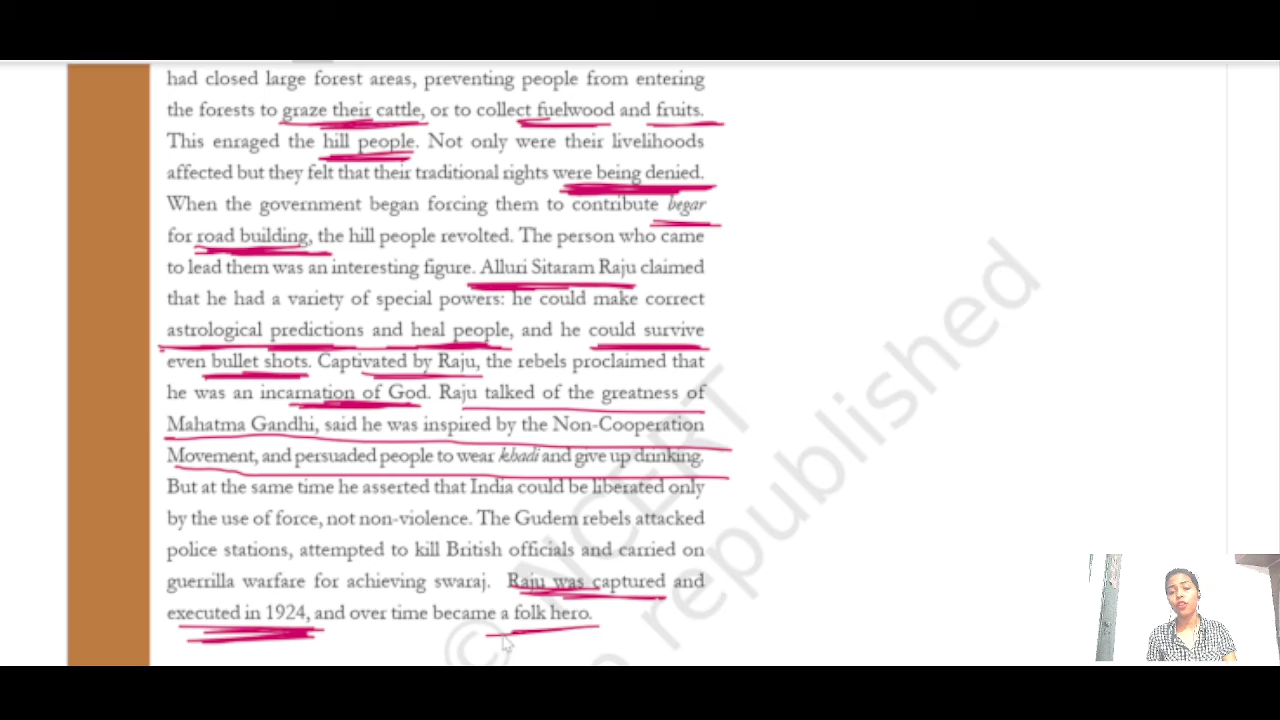 had closed large forest areas, preventing people from entering
the forests to graze their cattle, or to collect fuelwood and fruits.
This enraged the hill people. Not only were their livelihoods
affected but they felt that their traditional rights were being denied.
When the government began forcing them to contribute begar
for road building, the hill people revolted. The person who came
to lead them was an interesting figure. Alluri Sitaram Raju claimed
that he had a variety of special powers: he could make correct
astrological predictions and heal people, and he could survive
even bullet shots. Captivated by Raju, the rebels proclaimed that
he was an incarnation of God. Raju talked of the greatness of
Mahatma Gandhi, said he was inspired by the Non-Cooperation
Movement, and persuaded people to wear khadi and give up drinking.
But at the same time he asserted that India could be liberated only
by the use of force, not non-violence. The Gudem rebels attacked
police stations, attempted to kill British officials and carried on
guerrilla warfare for achieving swaraj. Raju was captured and
executed in 1924, and over time became a folk hero.
© NCERT
republished